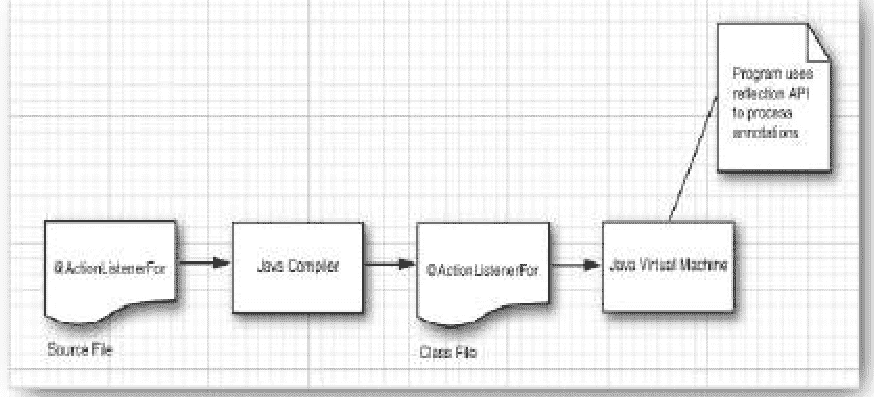 Program uses
reflection API
to process
annotations
@ActionListenerFor
Java Compiler
@ActionListenerFor
Java Virtual Machine
Source File
Class File